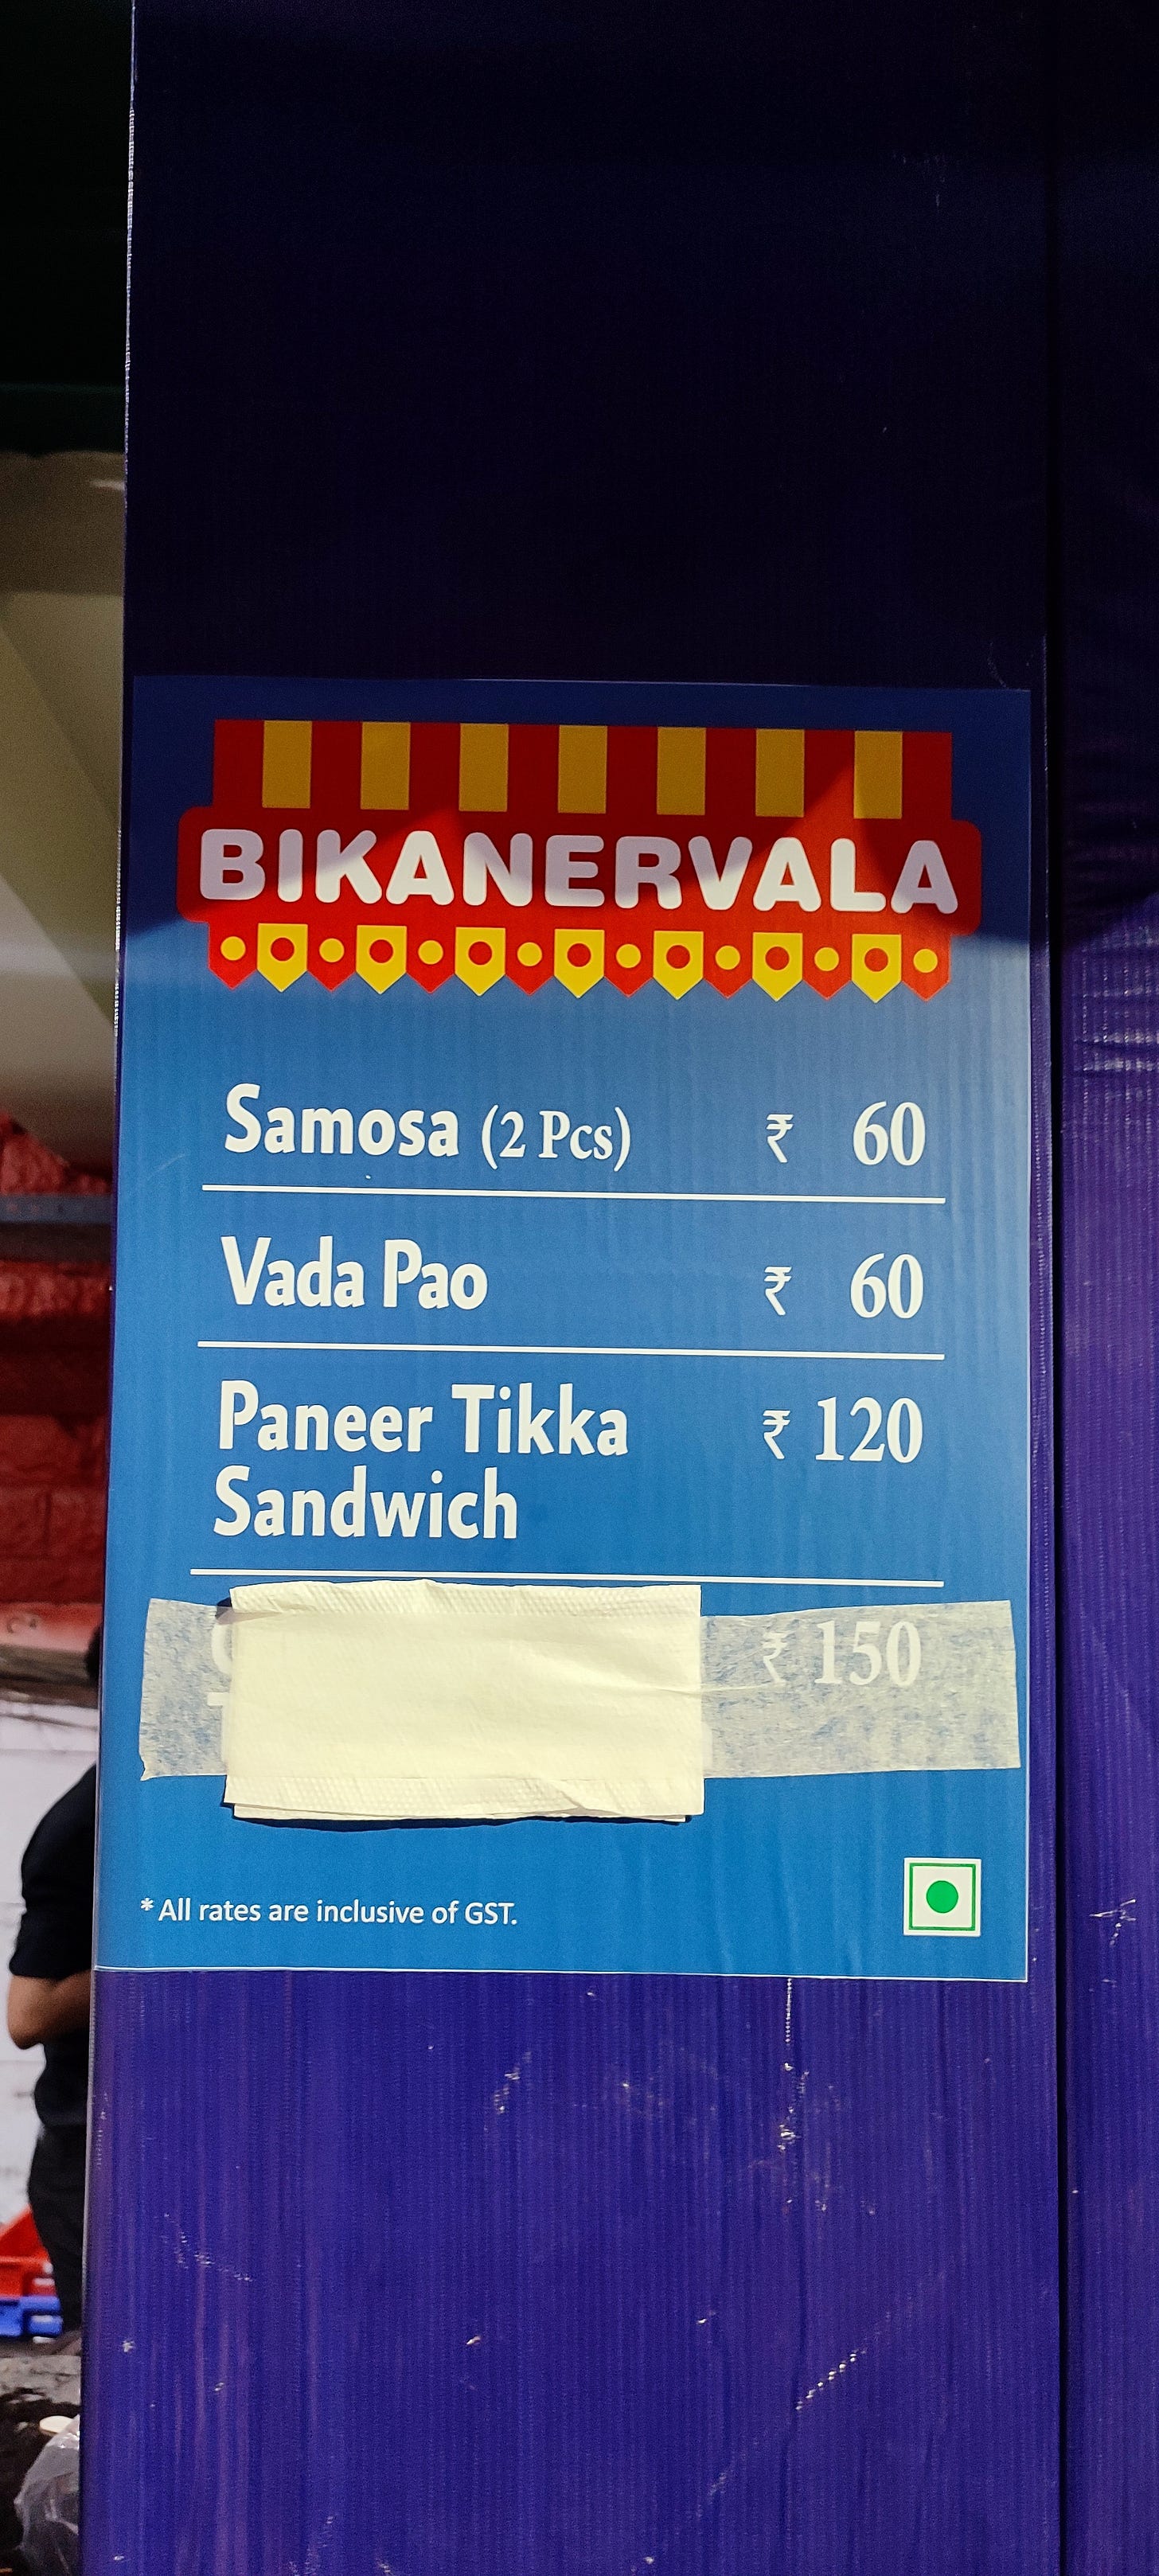 BIKANERVALA
Samosa (2 Pcs) ₹ 60
Vada Pao ₹ 60
Paneer Tikka ₹ 120
Sandwich
₹ 150
* All rates are inclusive of GST.